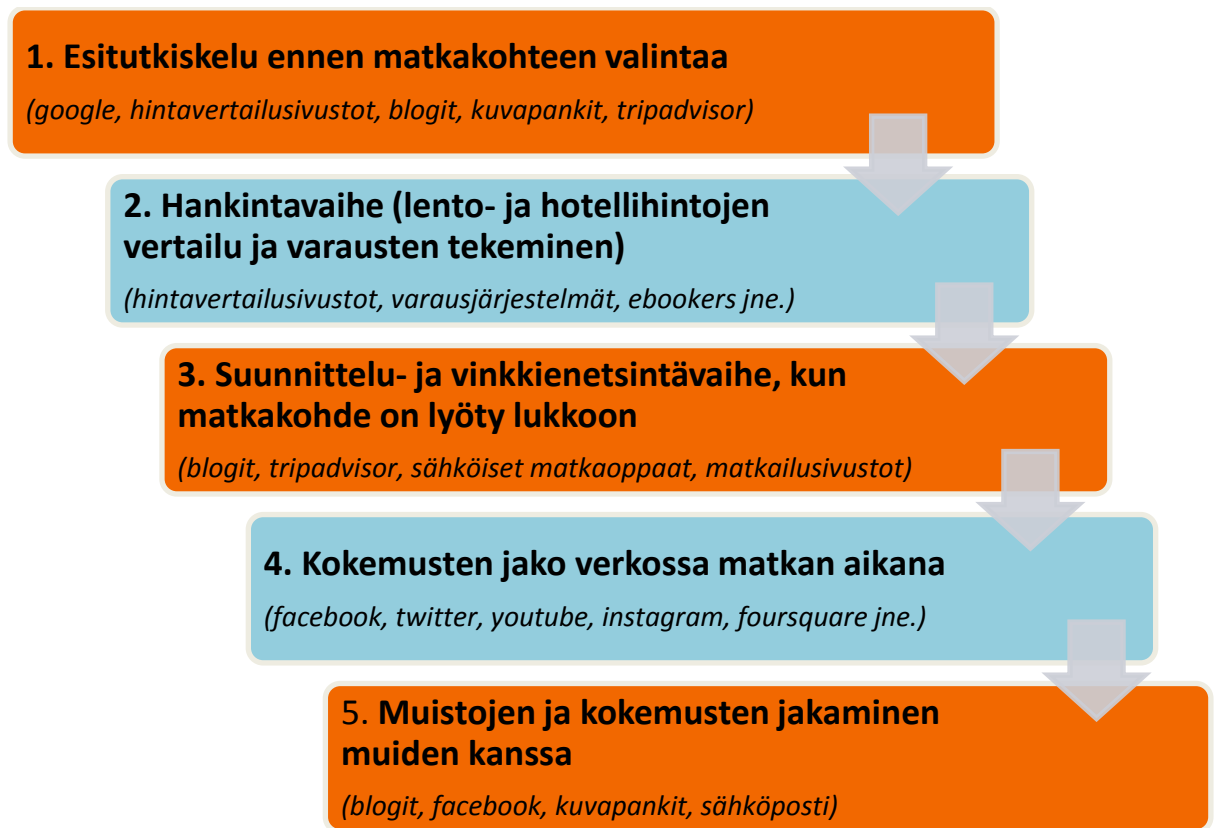 1. Esitutkiskelu ennen matkakohteen valintaa
(google, hintavertailusivustot, blogit, kuvapankit, tripadvisor)
2. Hankintavaihe (lento- ja hotellihintojen
vertailu ja varausten tekeminen)
(hintavertailusivustot, varausjärjestelmät, ebookers jne.)
3. Suunnittelu- ja vinkkienetsintävaihe, kun
matkakohde on lyöty lukkoon
(blogit, tripadvisor, sähköiset matkaoppaat, matkailusivustot)
4. Kokemusten jako verkossa matkan aikana
(facebook, twitter, youtube, instagram, foursquare jne.)
5. Muistojen ja kokemusten jakaminen
muiden kanssa
(blogit, facebook, kuvapankit, sähköposti)